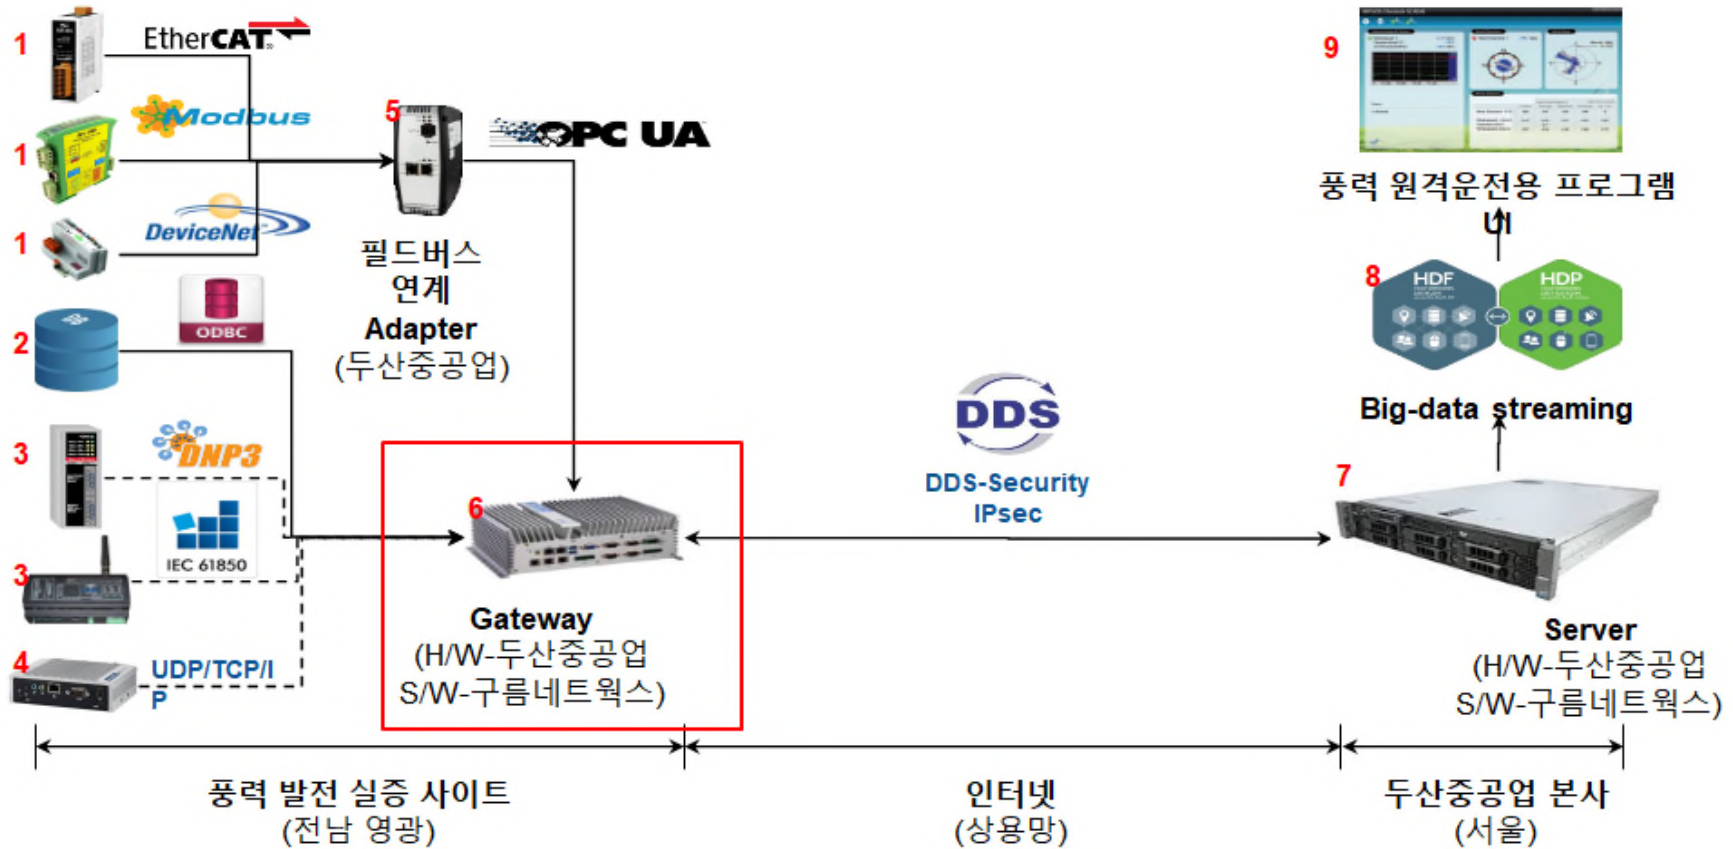 1
EtherCAT
1
Modbus
1
DeviceNet
5
OPC UA
필드버스
연계
Adapter
(두산중공업)
2
ODBC
3
DNP3
IEC 61850
3
4
UDP/TCP/I
P
6
Gateway
(H/W-두산중공업
S/W-구름네트웍스)
DDS
DDS-Security
IPsec
9
풍력 원격운전용 프로그램
UI
8
HDF
HDP
Big-data streaming
7
Server
(H/W-두산중공업
S/W-구름네트웍스)
풍력 발전 실증 사이트
(전남 영광)
인터넷
(상용망)
두산중공업 본사
(서울)